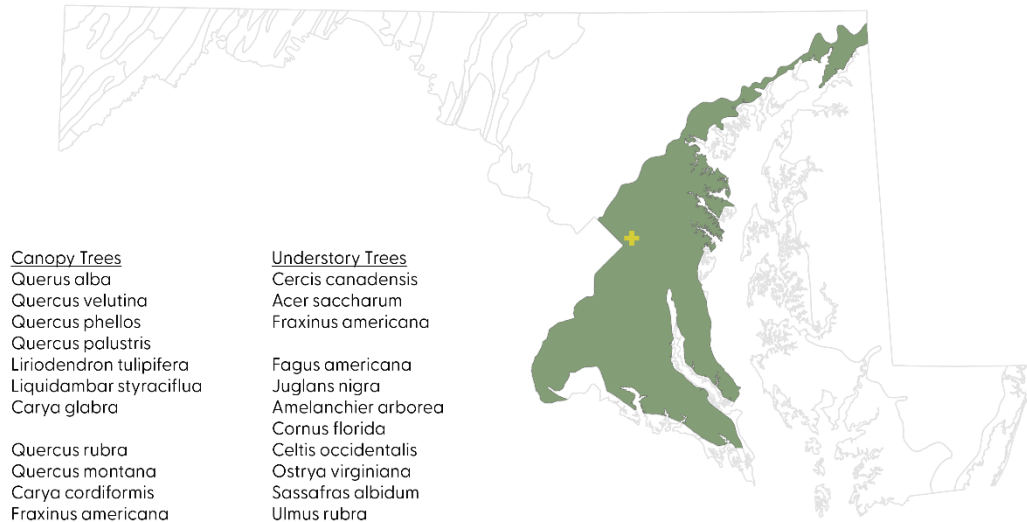 Canopy Trees
Querus alba
Quercus velutina
Quercus phellos
Quercus palustris
Liriodendron tulipifera
Liquidambar styraciflua
Carya glabra
Quercus rubra
Quercus montana
Carya cordiformis
Fraxinus americana
Understory Trees
Cercis canadensis
Acer saccharum
Fraxinus americana
Fagus americana
Juglans nigra
Amelanchier arborea
Cornus florida
Celtis occidentalis
Ostrya virginiana
Sassafras albidum
Ulmus rubra